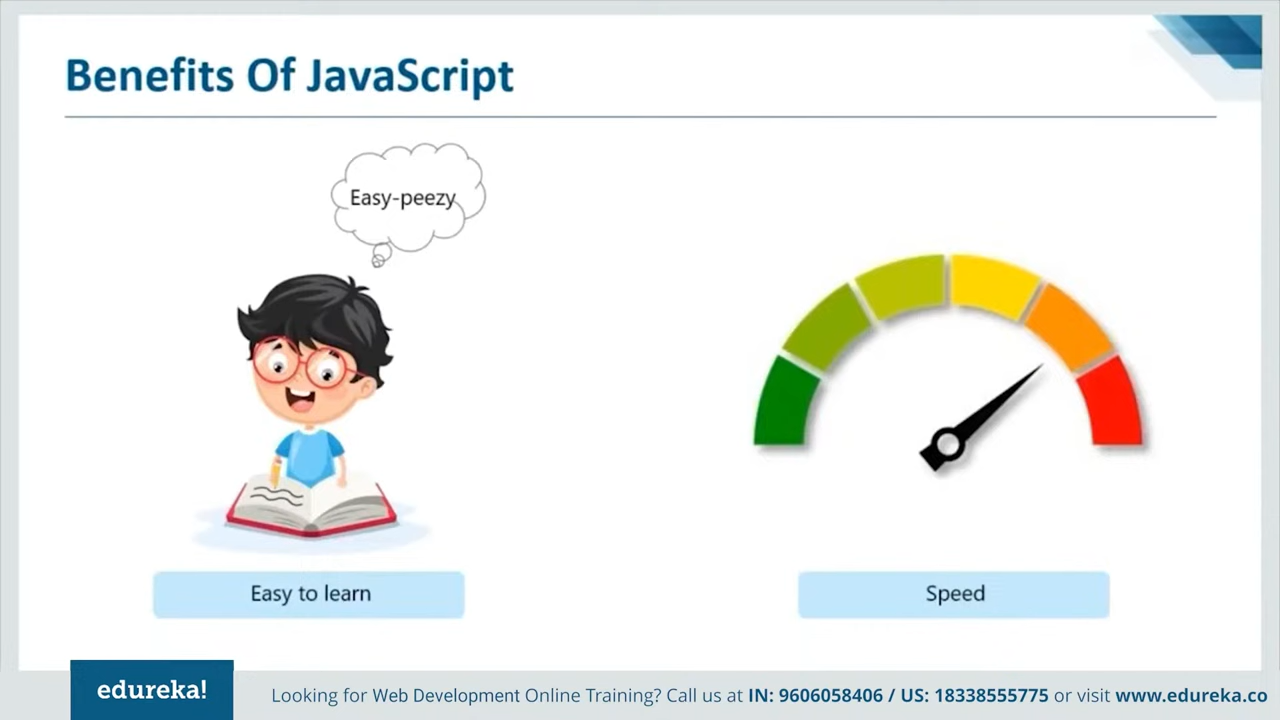 Benefits Of JavaScript
Easy-peezy
Easy to learn
Speed
edureka!
Looking for Web Development Online Training? Call us at IN: 9606058406 / US: 18338555775 or visit www.edureka.co